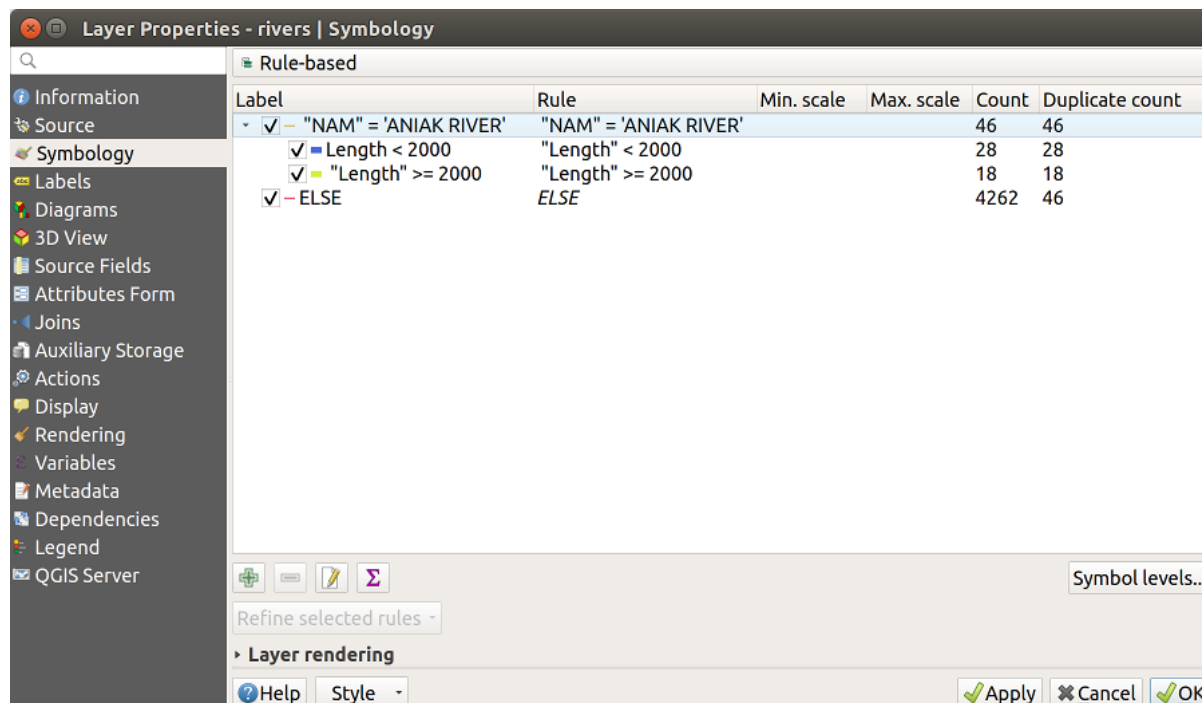 Layer Properties - rivers | Symbology
Rule-based
Information
Source
Symbology
Labels
Diagrams
3D View
Source Fields
Attributes Form
Joins
Auxiliary Storage
Actions
Display
Rendering
Variables
Metadata
Dependencies
Legend
QGIS Server
Label Rule Min. scale Max. scale Count Duplicate count
"NAM" = 'ANIAK RIVER' "NAM" = 'ANIAK RIVER' 46 46
Length < 2000 "Length" < 2000 28 28
"Length" >= 2000 "Length" >= 2000 18 18
ELSE ELSE 4262 46
Σ
Symbol levels...
Refine selected rules
Layer rendering
Help Style Apply Cancel OK